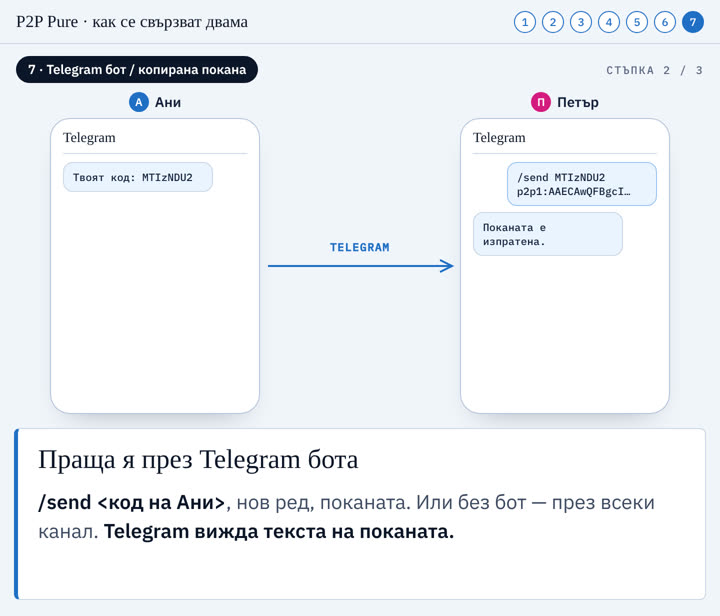 P2P Pure · как се свързват двама
1 2 3 4 5 6 7
7 · Telegram бот / копирана покана
СТЪПКА 2 / 3
А Ани
П Петър
Telegram
Твоят код: MTIzNDU2
TELEGRAM
Telegram
/send MTIzNDU2
p2p1:AAECAwQFBgcI…
Поканата е
изпратена.
Праща я през Telegram бота
/send <код на Ани>, нов ред, поканата. Или без бот — през всеки
канал. Telegram вижда текста на поканата.